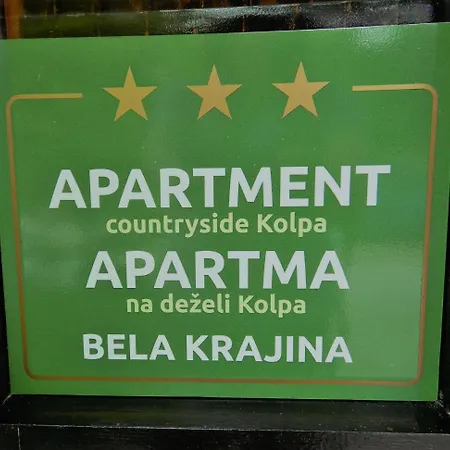 APARTMENT
countryside Kolpa
APARTMA
na deželi Kolpa
BELA KRAJINA